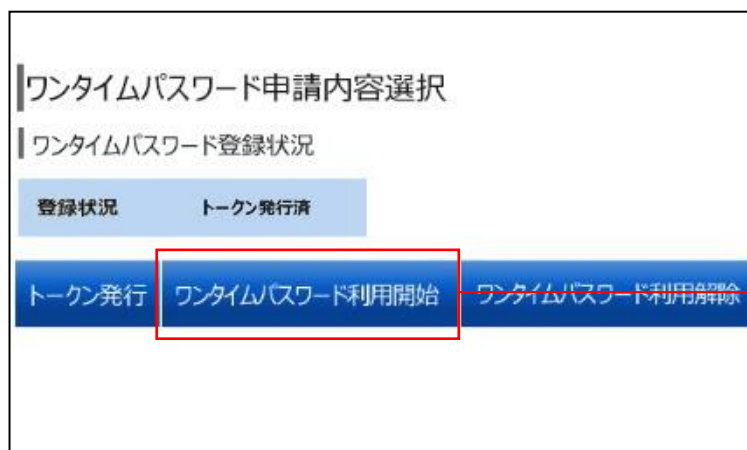 ワンタイムパスワード申請内容選択
ワンタイムパスワード登録状況
登録状況 トークン発行済
トークン発行 ワンタイムパスワード利用開始 ワンタイムパスワード利用解除